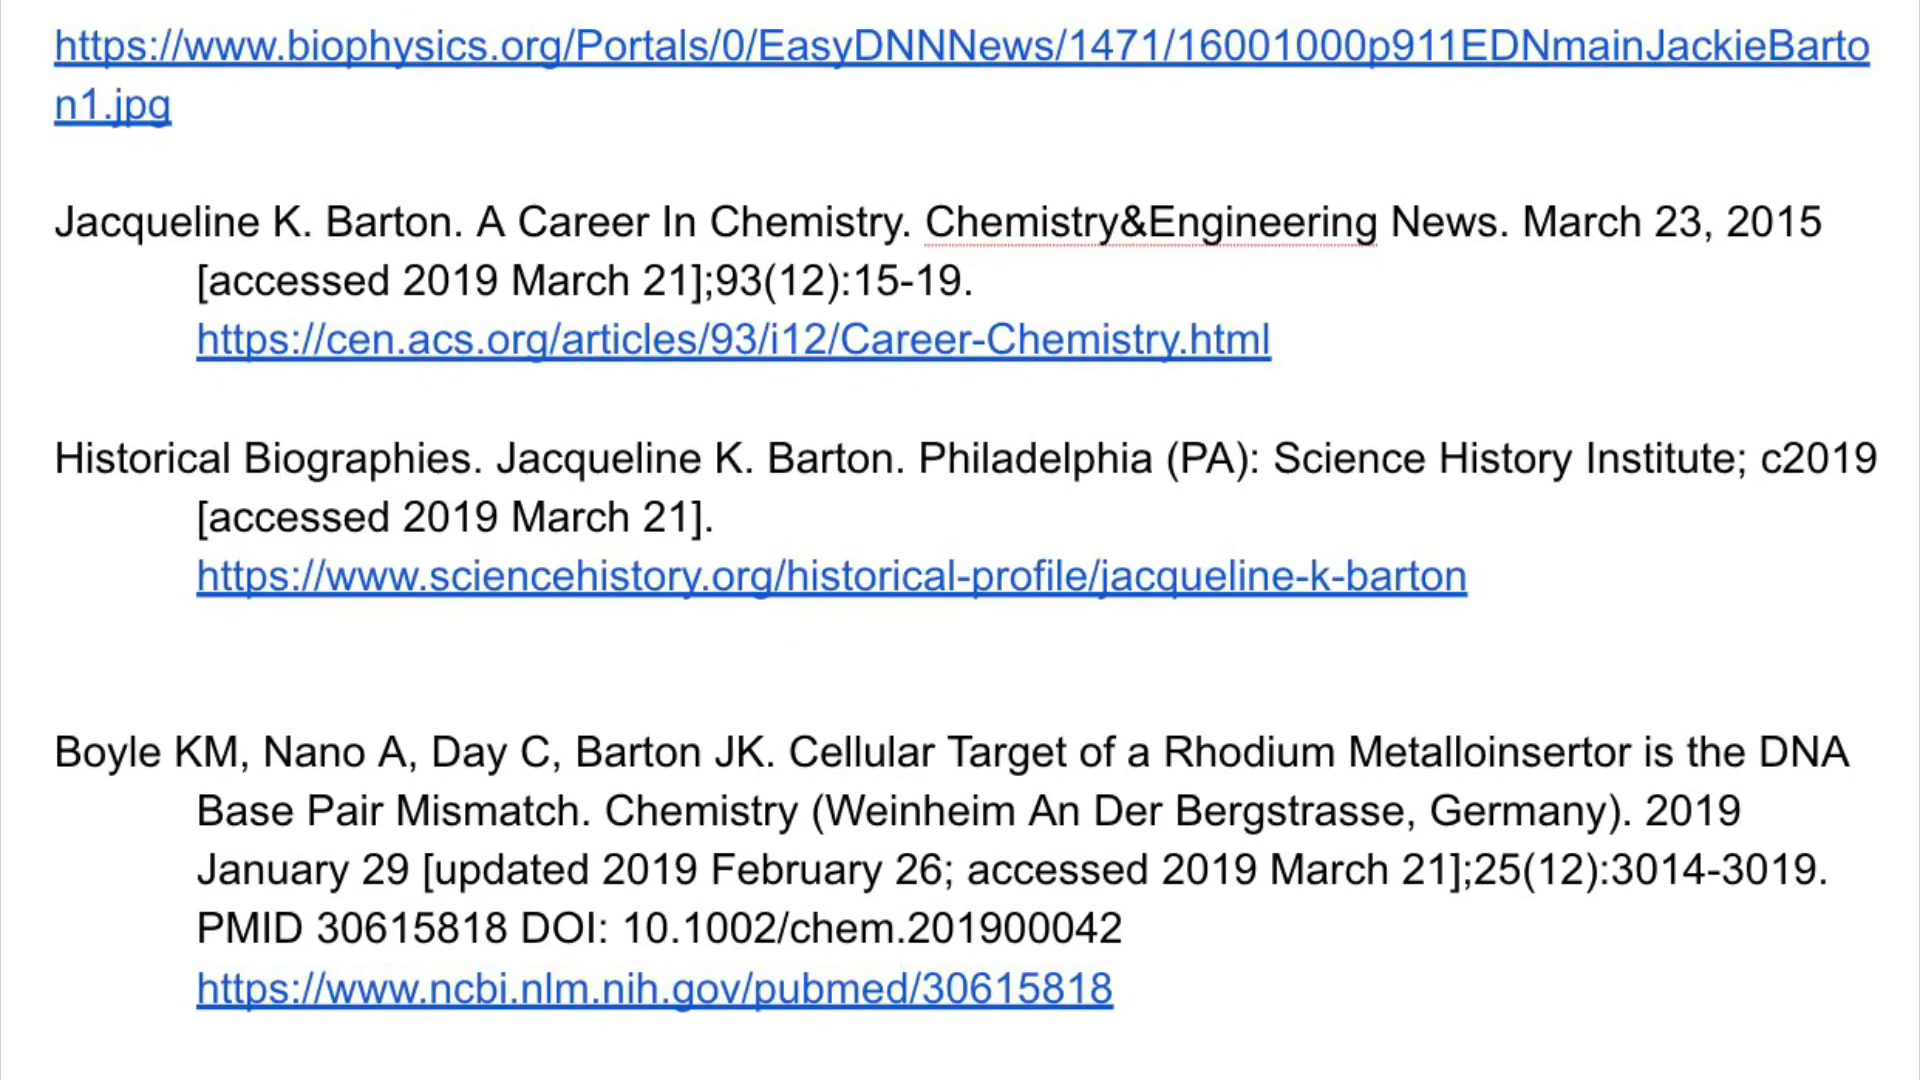 https://www.biophysics.org/Portals/0/EasyDNNNews/1471/16001000p911EDNmainJackieBarto
n1.jpg
Jacqueline K. Barton. A Career In Chemistry. Chemistry&Engineering News. March 23, 2015
[accessed 2019 March 21];93(12):15-19.
https://cen.acs.org/articles/93/i12/Career-Chemistry.html
Historical Biographies. Jacqueline K. Barton. Philadelphia (PA): Science History Institute; c2019
[accessed 2019 March 21].
https://www.sciencehistory.org/historical-profile/jacqueline-k-barton
Boyle KM, Nano A, Day C, Barton JK. Cellular Target of a Rhodium Metalloinsertor is the DNA
Base Pair Mismatch. Chemistry (Weinheim An Der Bergstrasse, Germany). 2019
January 29 [updated 2019 February 26; accessed 2019 March 21];25(12):3014-3019.
PMID 30615818 DOI: 10.1002/chem.201900042
https://www.ncbi.nlm.nih.gov/pubmed/30615818